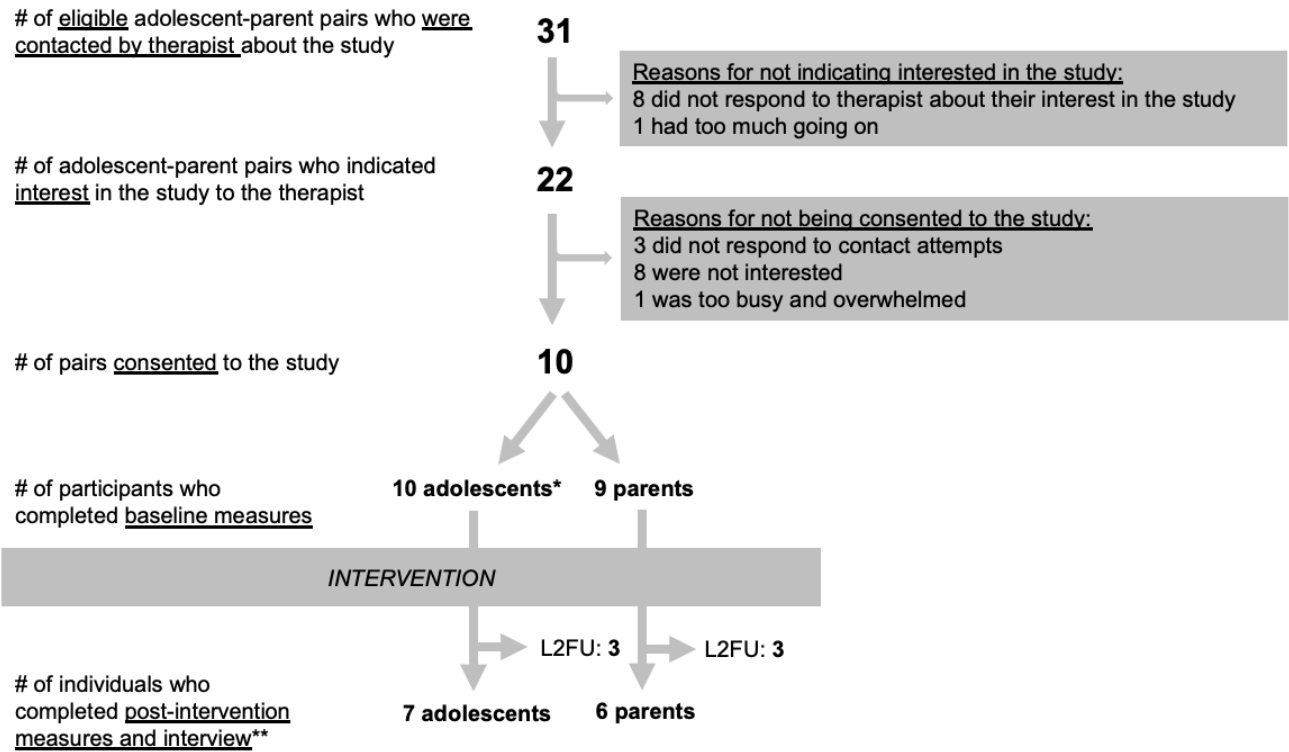 # of eligible adolescent-parent pairs who were
contacted by therapist about the study
31
Reasons for not indicating interested in the study:
8 did not respond to therapist about their interest in the study
1 had too much going on
# of adolescent-parent pairs who indicated
interest in the study to the therapist
22
Reasons for not being consented to the study:
3 did not respond to contact attempts
8 were not interested
1 was too busy and overwhelmed
# of pairs consented to the study
10
# of participants who
completed baseline measures
10 adolescents*
9 parents
INTERVENTION
L2FU: 3
L2FU: 3
# of individuals who
completed post-intervention
measures and interview**
7 adolescents
6 parents